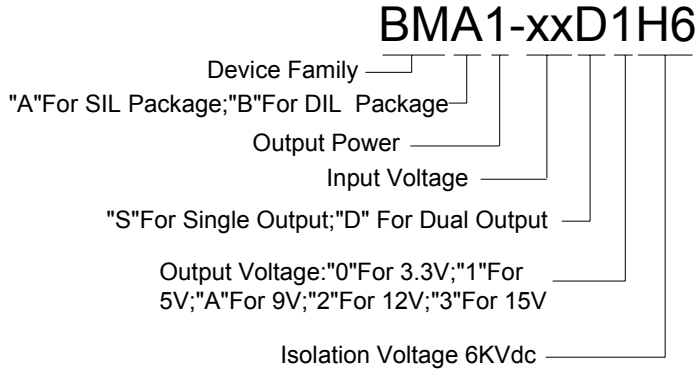 BMA1-xxD1H6
Device Family
"A"For SIL Package;"B"For DIL  Package
Output Power
Input Voltage
"S"For Single Output;"D" For Dual Output
Output Voltage:"0"For 3.3V;"1"For
5V;"A"For 9V;"2"For 12V;"3"For 15V
Isolation Voltage 6KVdc